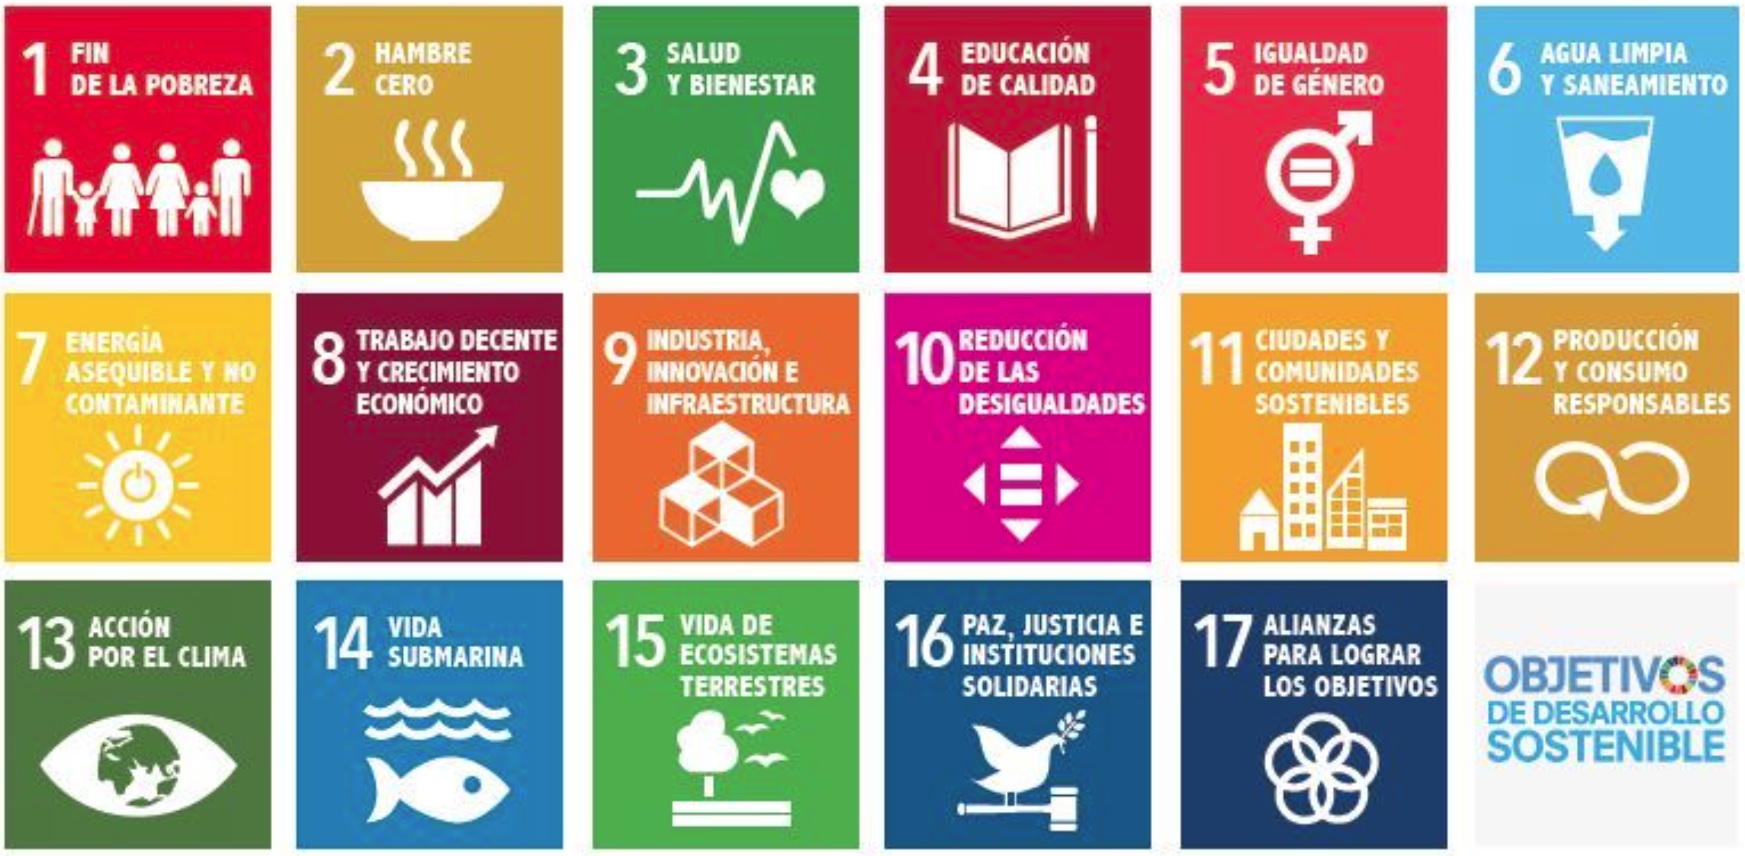 1 FIN
DE LA POBREZA
2 HAMBRE
CERO
3 SALUD
Y BIENESTAR
4 EDUCACIÓN
DE CALIDAD
5 IGUALDAD
DE GÉNERO
6 AGUA LIMPIA
Y SANEAMIENTO
7 ENERGÍA
ASEQUIBLE Y NO
CONTAMINANTE
8 TRABAJO DECENTE
Y CRECIMIENTO
ECONÓMICO
9 INDUSTRIA,
INNOVACIÓN E
INFRAESTRUCTURA
10 REDUCCIÓN
DE LAS
DESIGUALDADES
11 CIUDADES Y
COMUNIDADES
SOSTENIBLES
12 PRODUCCIÓN
Y CONSUMO
RESPONSABLES
13 ACCIÓN
POR EL CLIMA
14 VIDA
SUBMARINA
15 VIDA DE
ECOSISTEMAS
TERRESTRES
16 PAZ, JUSTICIA E
INSTITUCIONES
SOLIDARIAS
17 ALIANZAS
PARA LOGRAR
LOS OBJETIVOS
OBJETIVOS
DE DESARROLLO
SOSTENIBLE